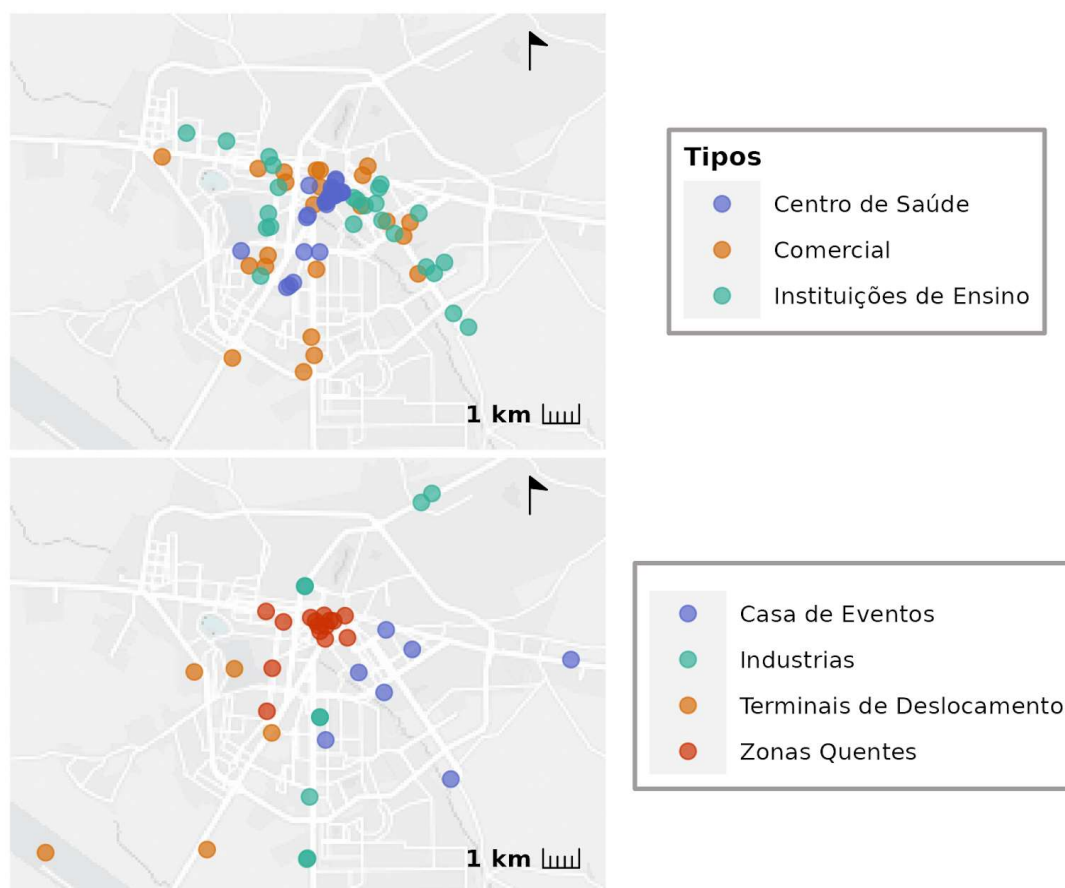 Tipos
Centro de Saúde
Comercial
Instituições de Ensino
1 km
Casa de Eventos
Industrias
Terminais de Deslocamento
Zonas Quentes
1 km